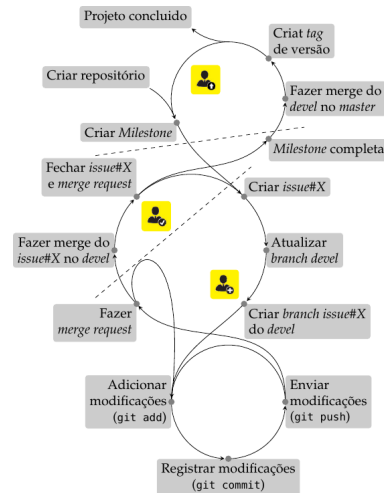 Projeto concluido
Criat tag
de versão
Criar repositório
Fazer merge do
devel no master
Criar Milestone
Milestone completa
Fechar issue#X
e merge request
Criar issue#X
Fazer merge do
issue#X no devel
Atualizar
branch devel
Fazer
merge request
Criar branch issue#X
do devel
Adicionar
modificações
(git add)
Enviar
modificações
(git push)
Registrar modificações
(git commit)